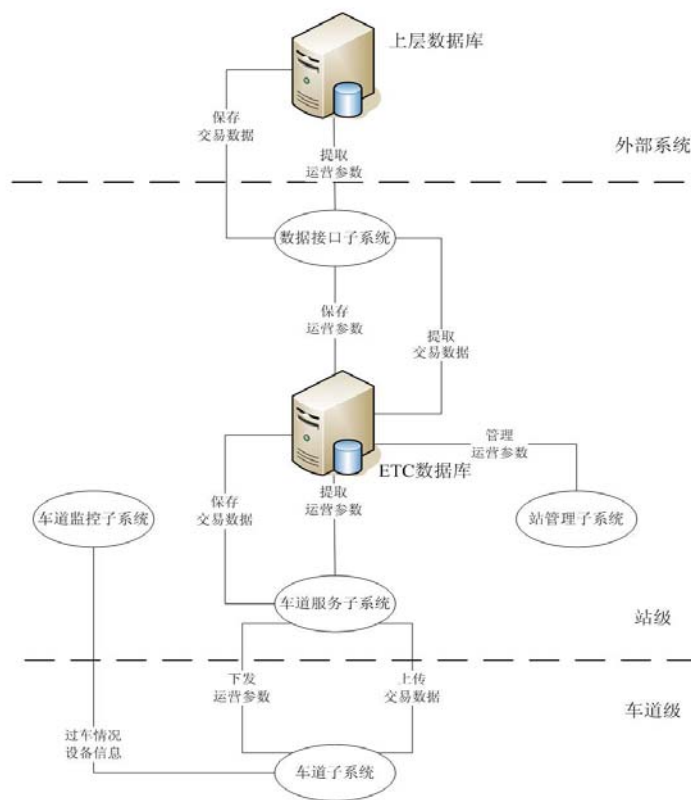 上层数据库
保存
交易数据
提取
运营参数
外部系统
数据接口子系统
保存
运营参数
提取
交易数据
管理
运营参数
ETC数据库
保存
交易数据
提取
运营参数
车道监控子系统
站管理子系统
车道服务子系统
站级
下发
运营参数
上传
交易数据
车道级
过车情况
设备信息
车道子系统